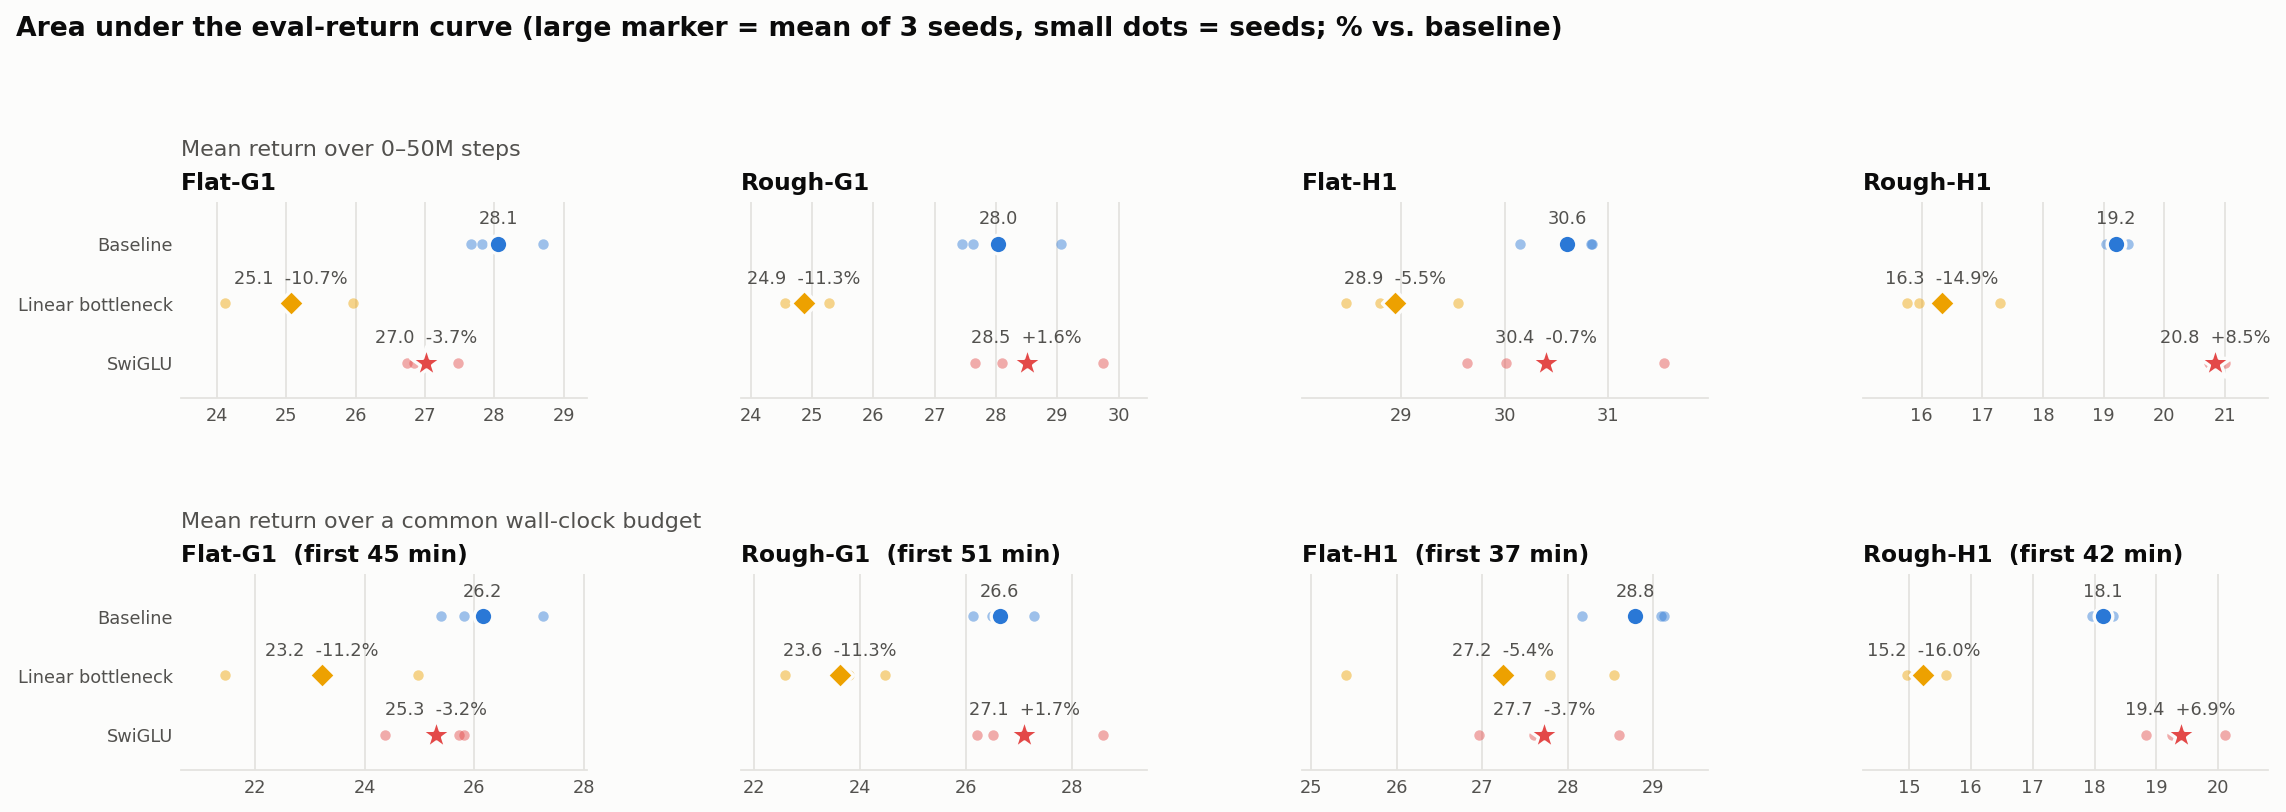 Area under the eval-return curve (large marker = mean of 3 seeds, small dots = seeds; % vs. baseline)
Mean return over 0–50M steps
Flat-G1
Rough-G1
Flat-H1
Rough-H1
28.1
28.0
30.6
19.2
Baseline
25.1 -10.7%
24.9 -11.3%
28.9 -5.5%
16.3 -14.9%
Linear bottleneck
27.0 -3.7%
28.5 +1.6%
30.4 -0.7%
20.8 +8.5%
SwiGLU
24 25 26 27 28 29
24 25 26 27 28 29 30
29 30 31
16 17 18 19 20 21
Mean return over a common wall-clock budget
Flat-G1 (first 45 min)
Rough-G1 (first 51 min)
Flat-H1 (first 37 min)
Rough-H1 (first 42 min)
26.2
26.6
28.8
18.1
Baseline
23.2 -11.2%
23.6 -11.3%
27.2 -5.4%
15.2 -16.0%
Linear bottleneck
25.3 -3.2%
27.1 +1.7%
27.7 -3.7%
19.4 +6.9%
SwiGLU
22 24 26 28
22 24 26 28
25 26 27 28 29
15 16 17 18 19 20